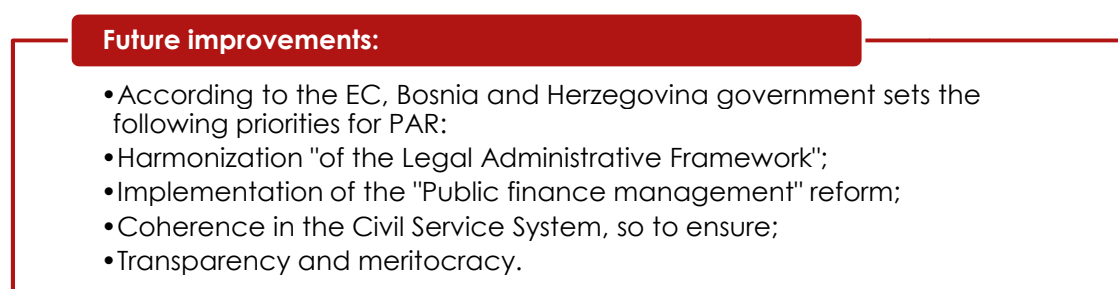 Future improvements:
•According to the EC, Bosnia and Herzegovina government sets the
following priorities for PAR:
•Harmonization "of the Legal Administrative Framework";
•Implementation of the "Public finance management" reform;
•Coherence in the Civil Service System, so to ensure;
•Transparency and meritocracy.